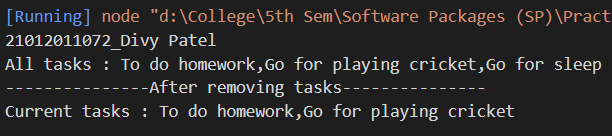 [Running] node "d:\College\5th Sem\Software Packages (SP)\Pract
21012011072_Divy Patel
All tasks : To do homework,Go for playing cricket,Go for sleep
---------------After removing tasks---------------
Current tasks : To do homework,Go for playing cricket